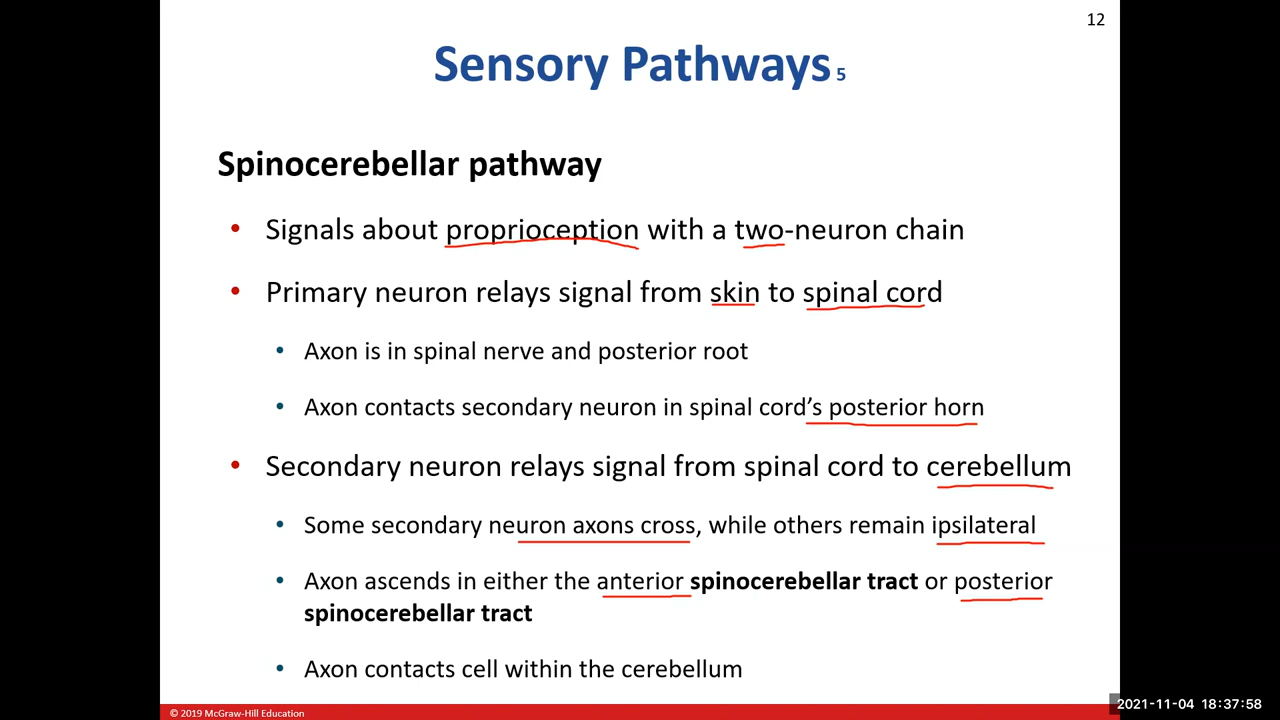 12
Sensory Pathways 5
Spinocerebellar pathway
• Signals about proprioception with a two-neuron chain
• Primary neuron relays signal from skin to spinal cord
• Axon is in spinal nerve and posterior root
• Axon contacts secondary neuron in spinal cord’s posterior horn
• Secondary neuron relays signal from spinal cord to cerebellum
• Some secondary neuron axons cross, while others remain ipsilateral
• Axon ascends in either the anterior spinocerebellar tract or posterior
spinocerebellar tract
• Axon contacts cell within the cerebellum
© 2019 McGraw-Hill Education
2021-11-04 18:37:58